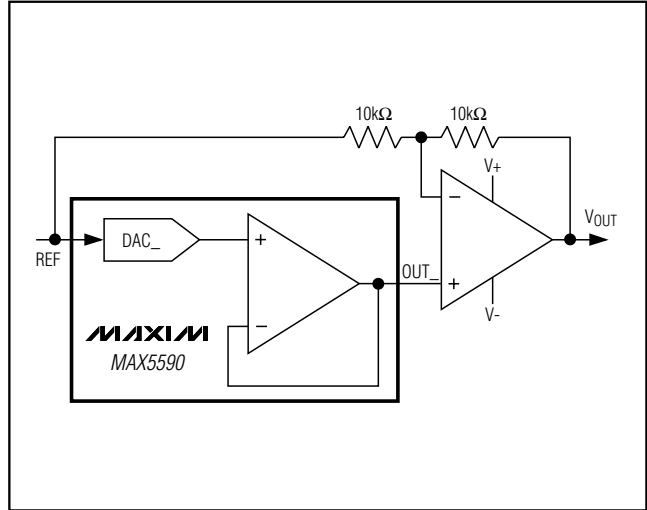 10kΩ 10kΩ
V+
−
VOUT
REF
DAC_
+
OUT_
+
−
V-
MAXIM
MAX5590